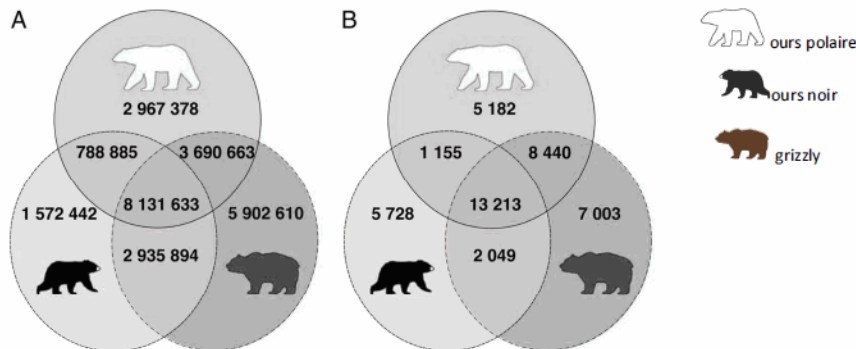 A
B
ours polaire
2 967 378
5 182
ours noir
788 885
3 690 663
1 155
8 440
grizzly
8 131 633
13 213
1 572 442
5 902 610
5 728
7 003
2 935 894
2 049